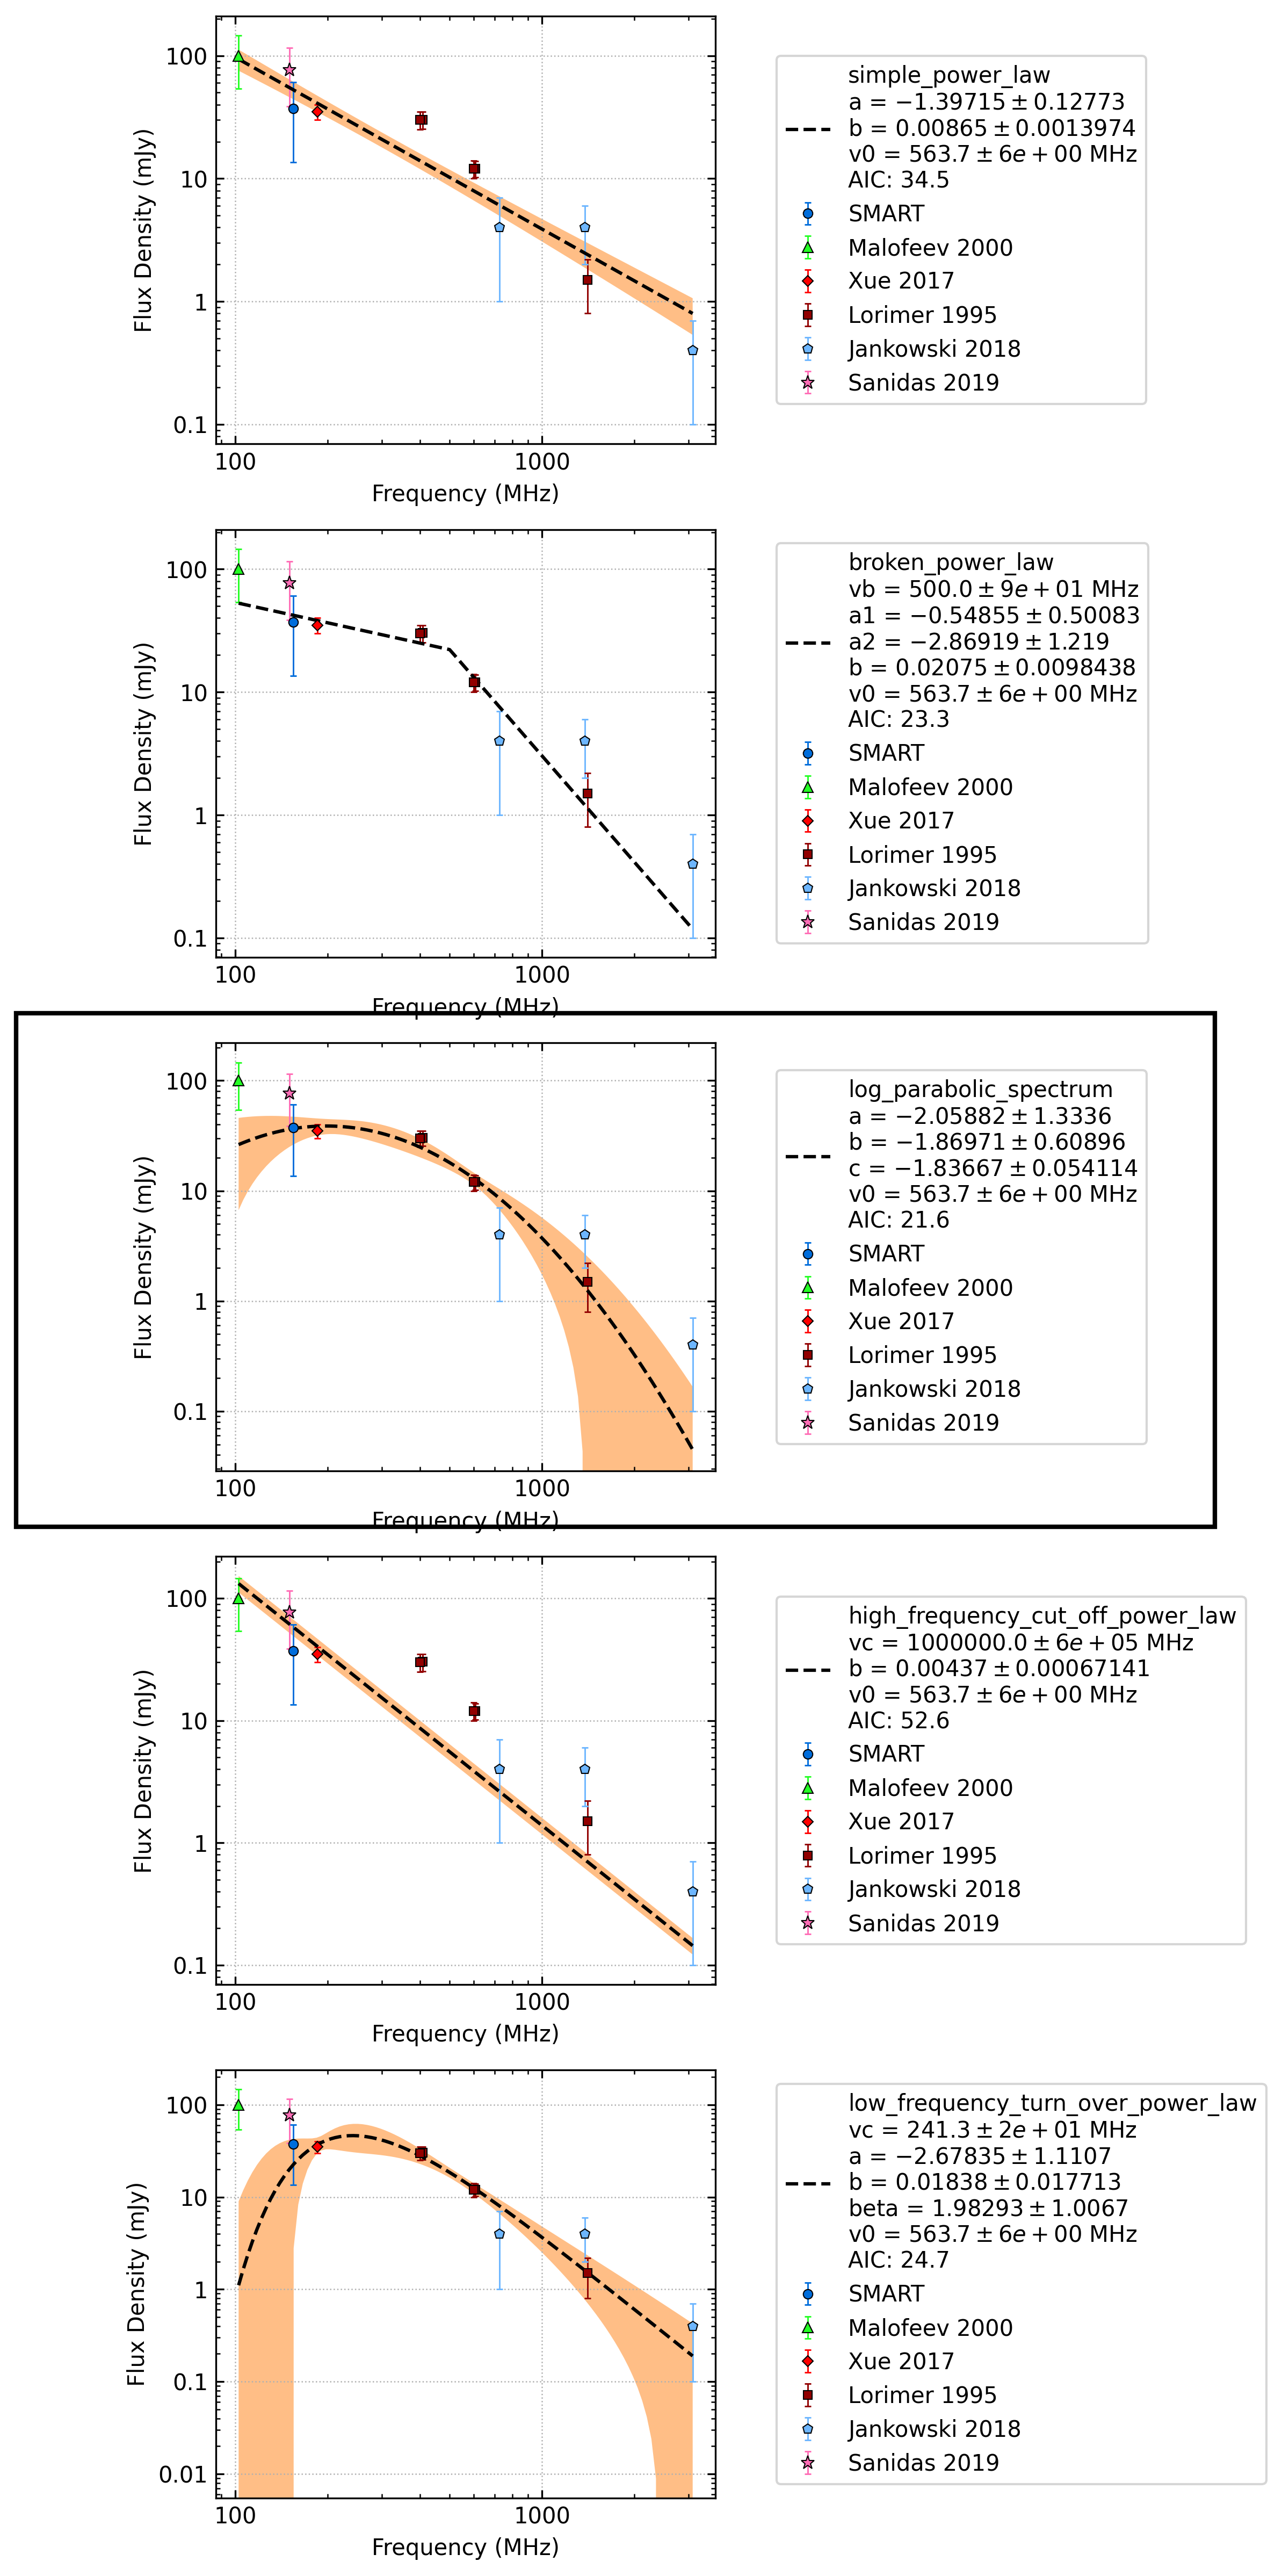 100
10
1
0.1
Flux Density (mJy)
100
1000
Frequency (MHz)
simple_power_law
a = −1.39715 ± 0.12773
b = 0.00865 ± 0.0013974
v0 = 563.7 ± 6e + 00 MHz
AIC: 34.5
SMART
Malofeev 2000
Xue 2017
Lorimer 1995
Jankowski 2018
Sanidas 2019
100
10
1
0.1
Flux Density (mJy)
100
1000
Frequency (MHz)
broken_power_law
vb = 500.0 ± 9e + 01 MHz
a1 = −0.54855 ± 0.50083
a2 = −2.86919 ± 1.219
b = 0.02075 ± 0.0098438
v0 = 563.7 ± 6e + 00 MHz
AIC: 23.3
SMART
Malofeev 2000
Xue 2017
Lorimer 1995
Jankowski 2018
Sanidas 2019
100
10
1
0.1
Flux Density (mJy)
100
1000
Frequency (MHz)
log_parabolic_spectrum
a = −2.05882 ± 1.3336
b = −1.86971 ± 0.60896
c = −1.83667 ± 0.054114
v0 = 563.7 ± 6e + 00 MHz
AIC: 21.6
SMART
Malofeev 2000
Xue 2017
Lorimer 1995
Jankowski 2018
Sanidas 2019
100
10
1
0.1
Flux Density (mJy)
100
1000
Frequency (MHz)
high_frequency_cut_off_power_law
vc = 1000000.0 ± 6e + 05 MHz
b = 0.00437 ± 0.00067141
v0 = 563.7 ± 6e + 00 MHz
AIC: 52.6
SMART
Malofeev 2000
Xue 2017
Lorimer 1995
Jankowski 2018
Sanidas 2019
100
10
1
0.1
0.01
Flux Density (mJy)
100
1000
Frequency (MHz)
low_frequency_turn_over_power_law
vc = 241.3 ± 2e + 01 MHz
a = −2.67835 ± 1.1107
b = 0.01838 ± 0.017713
beta = 1.98293 ± 1.0067
v0 = 563.7 ± 6e + 00 MHz
AIC: 24.7
SMART
Malofeev 2000
Xue 2017
Lorimer 1995
Jankowski 2018
Sanidas 2019